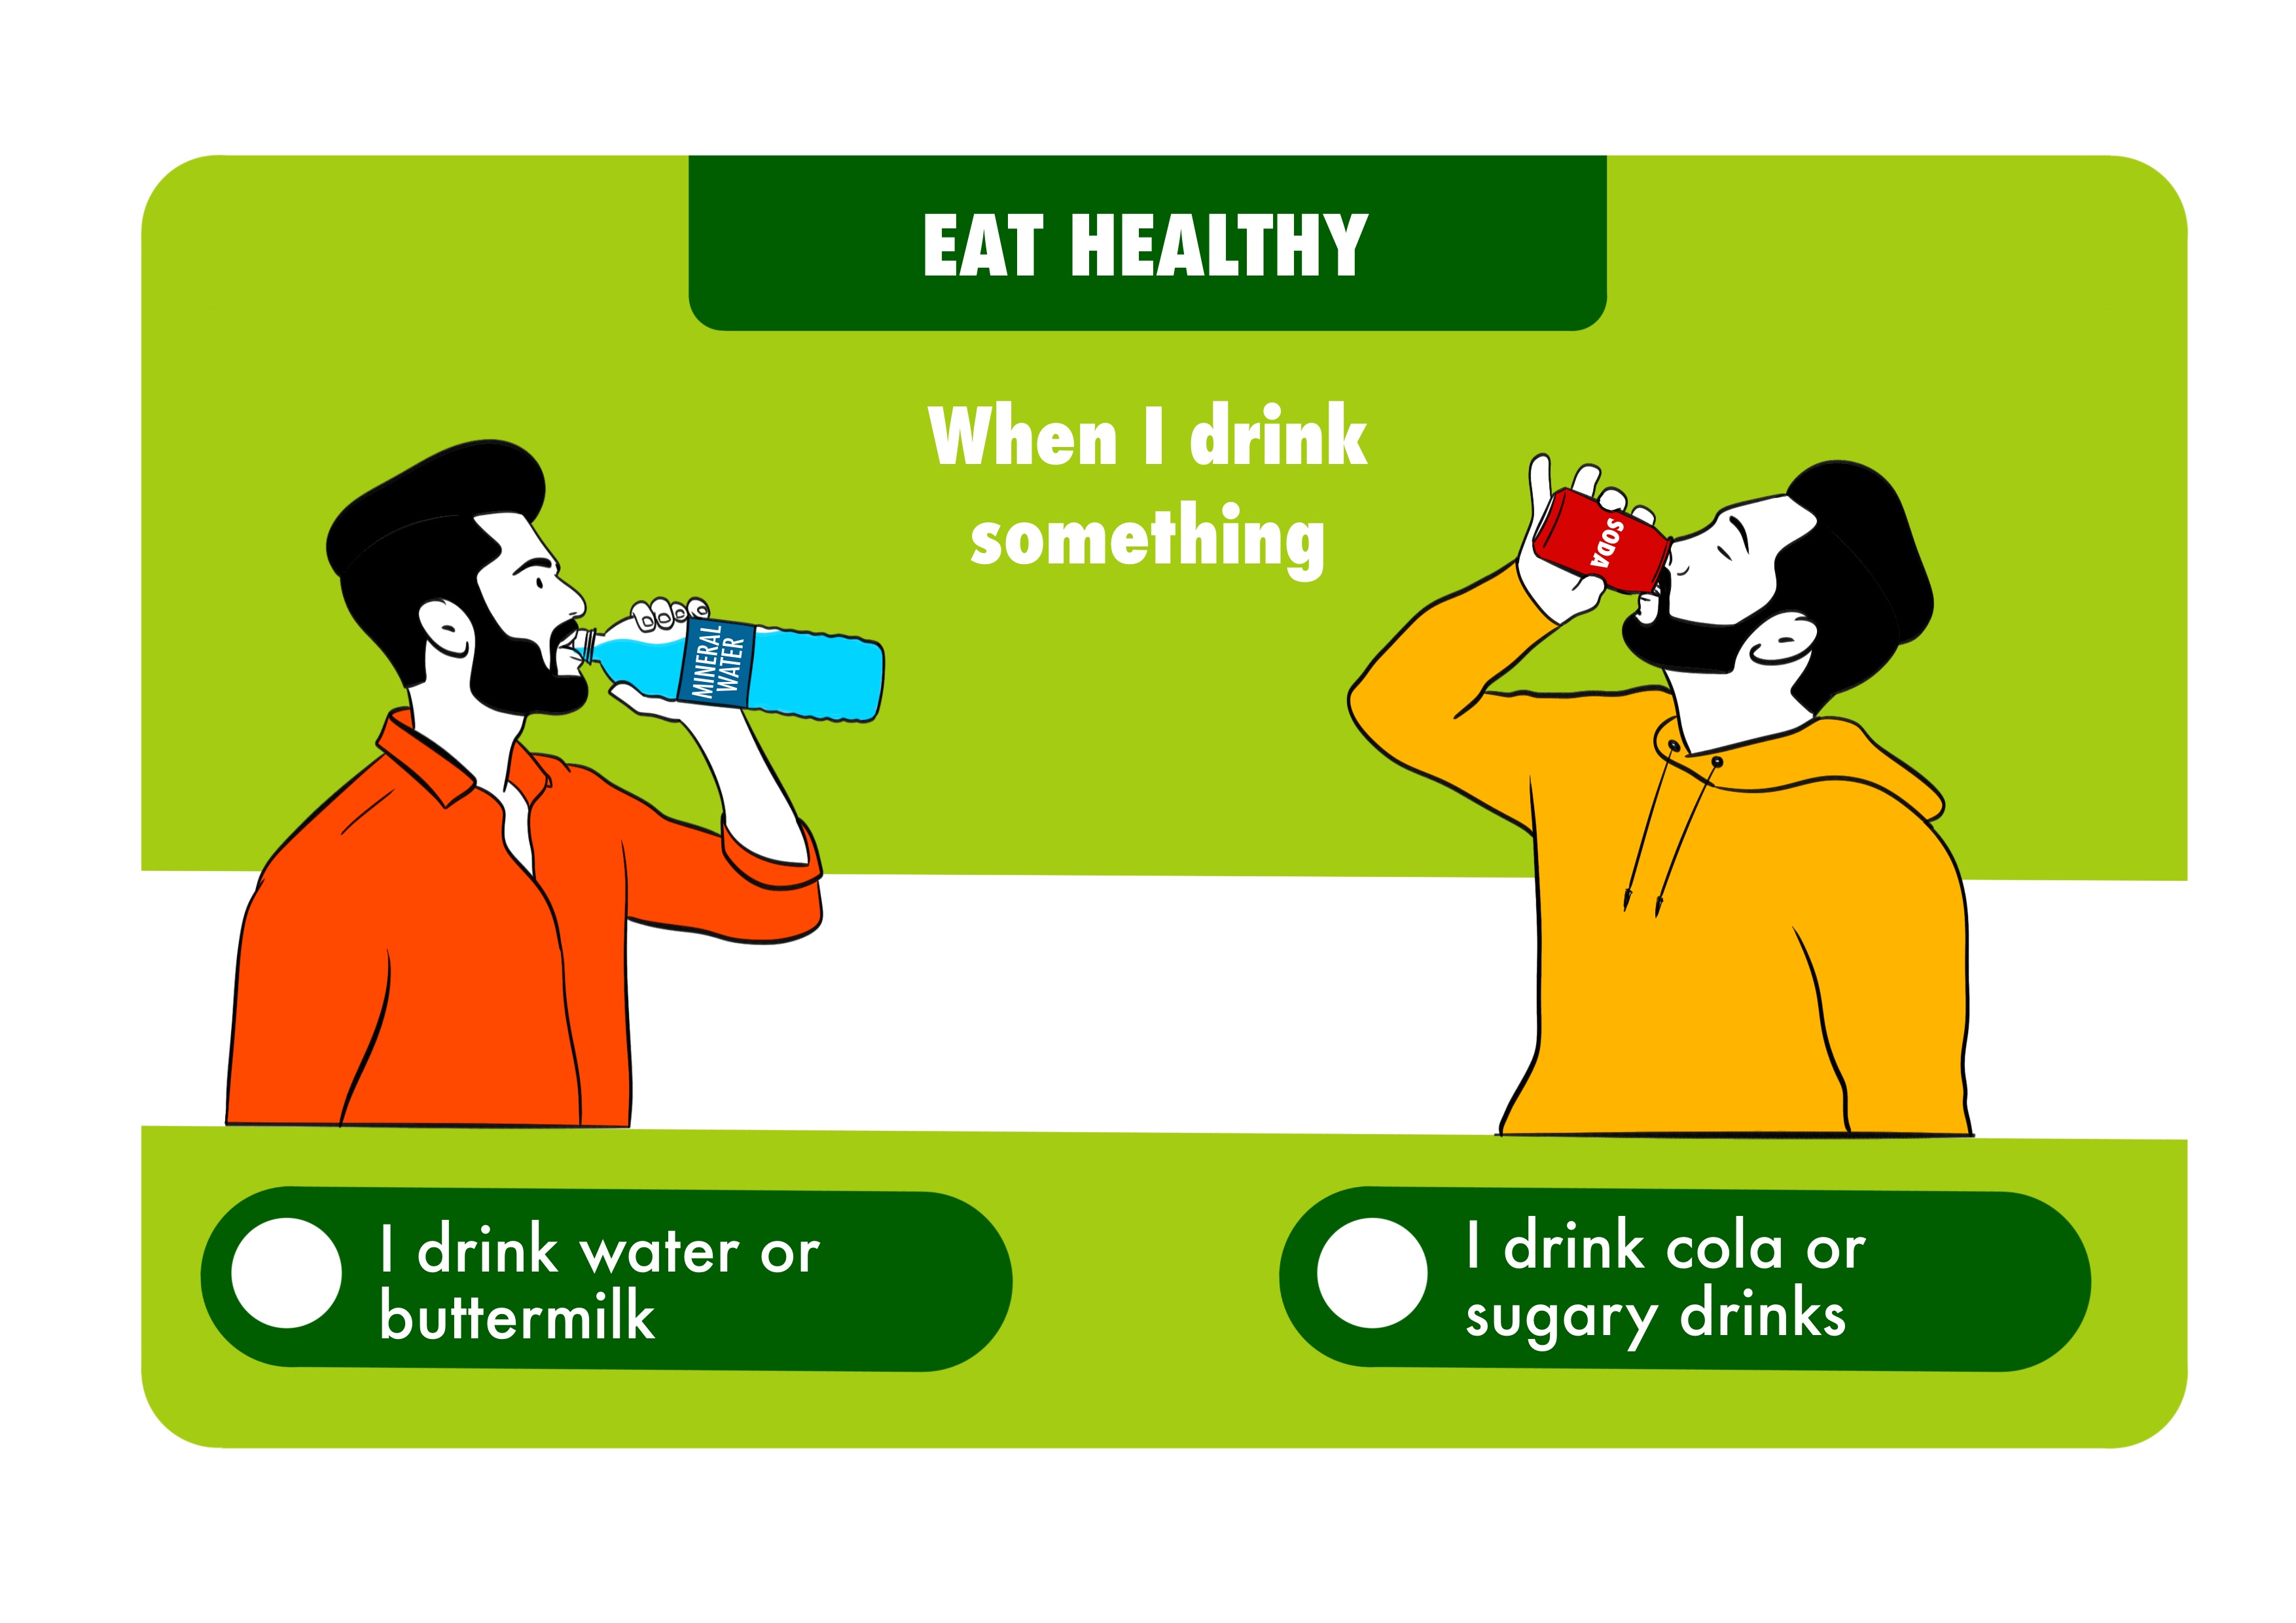 EAT HEALTHY
When I drink
something
MINERAL
WATER
SODA
I drink water or
buttermilk
I drink cola or
sugary drinks